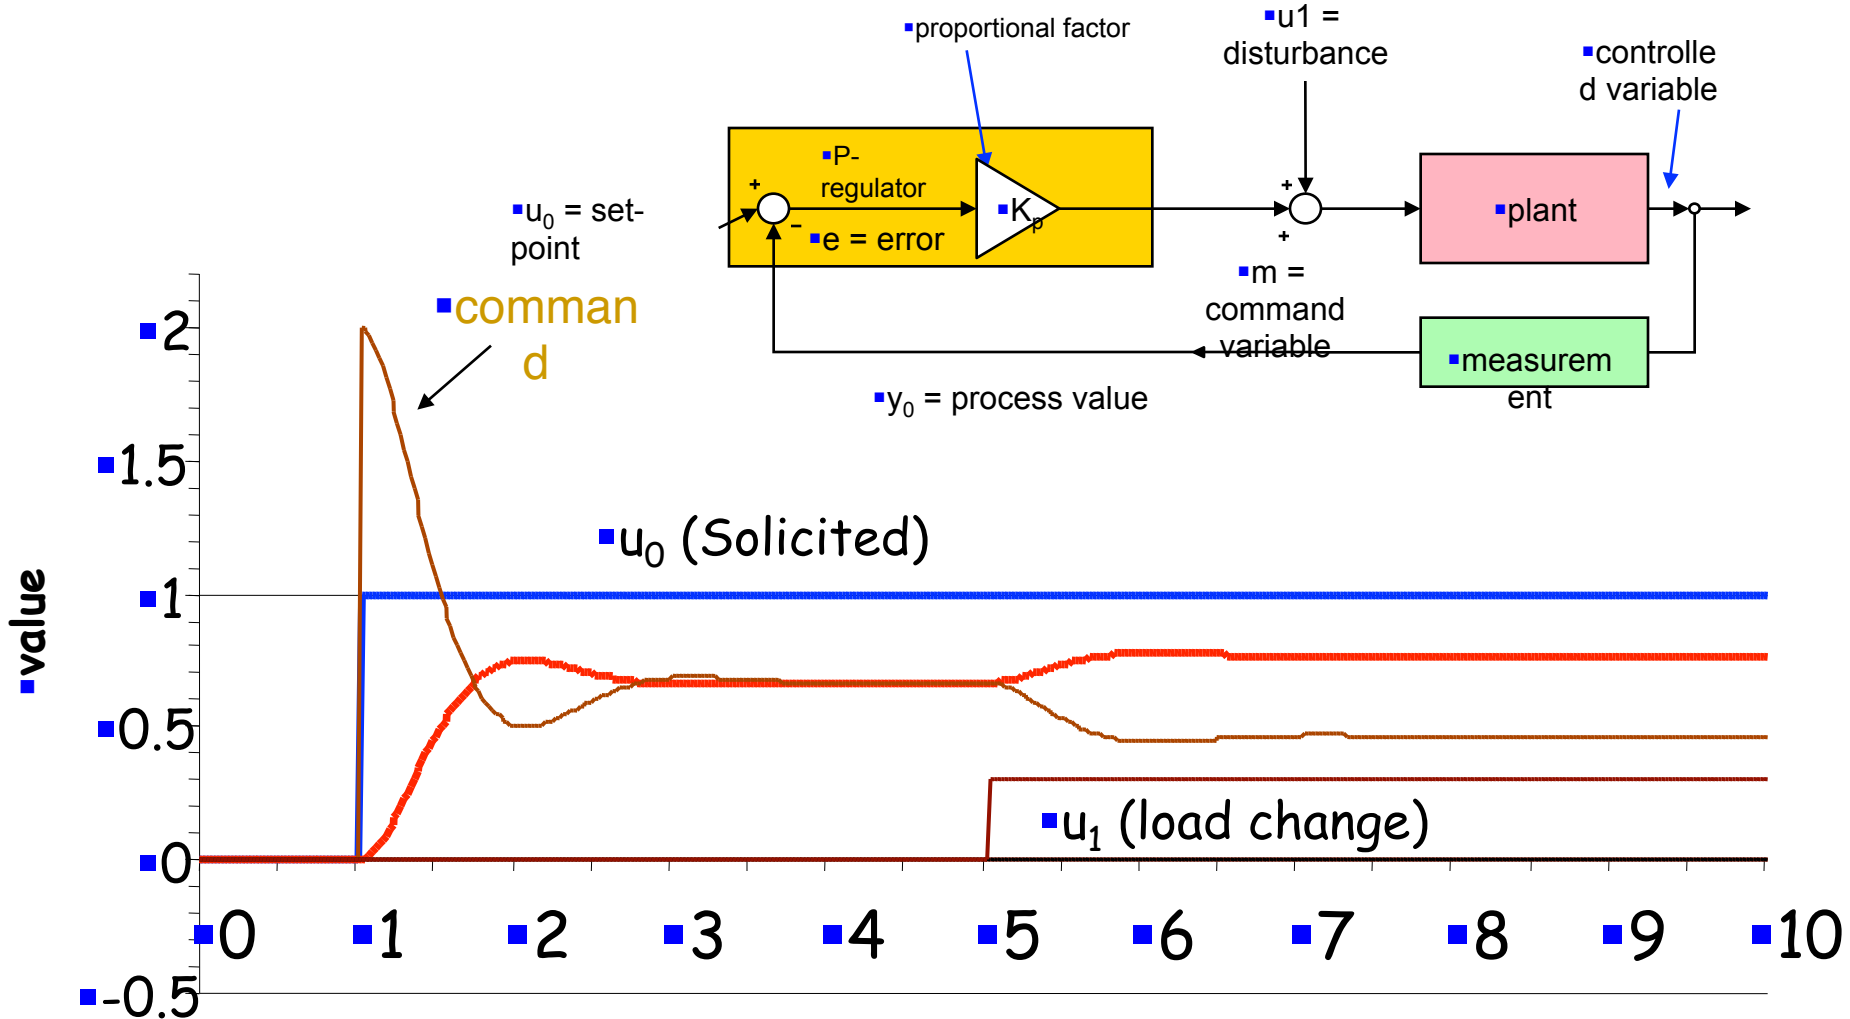 ▪proportional factor
▪u1 =
disturbance
▪controlle
d variable
▪P-
regulator
▪u₀ = set-
point
+
−
▪e = error
▪Kₚ
+
+
▪plant
▪m =
command
variable
▪measurem
ent
▪y₀ = process value
▪comman
d
▪2
▪1.5
▪u₀ (Solicited)
▪1
▪value
▪0.5
▪u₁ (load change)
▪0
▪0
▪1
▪2
▪3
▪4
▪5
▪6
▪7
▪8
▪9
▪10
▪-0.5